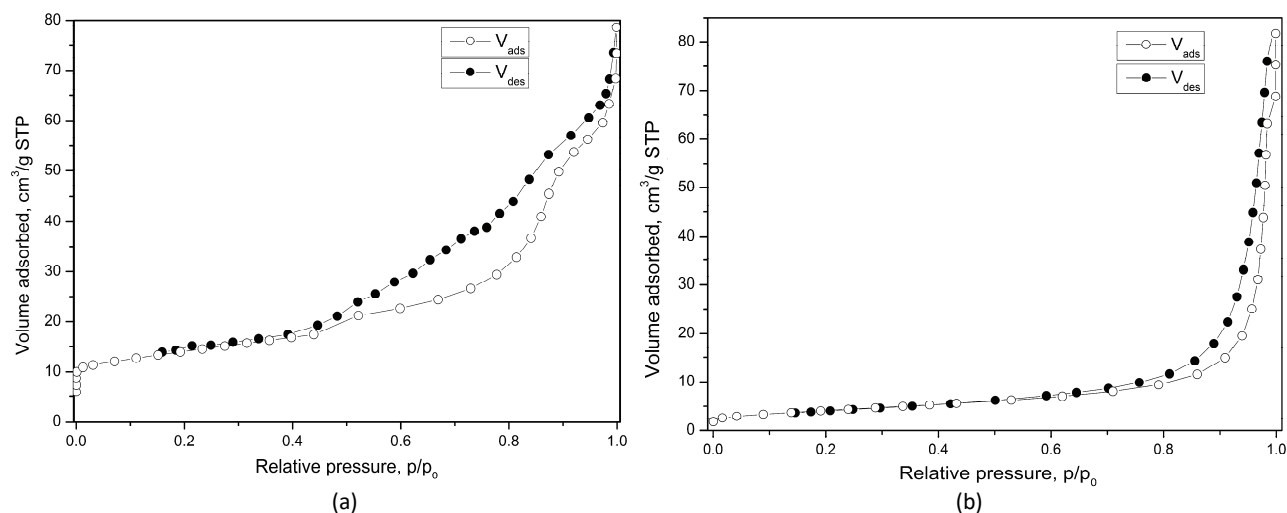 80
70
60
50
40
30
20
10
0
Volume adsorbed, cm³/g STP
V_ads
V_des
0.0 0.2 0.4 0.6 0.8 1.0
Relative pressure, p/p₀
(a)
80
70
60
50
40
30
20
10
0
Volume adsorbed, cm³/g STP
V_ads
V_des
0.0 0.2 0.4 0.6 0.8 1.0
Relative pressure, p/p₀
(b)